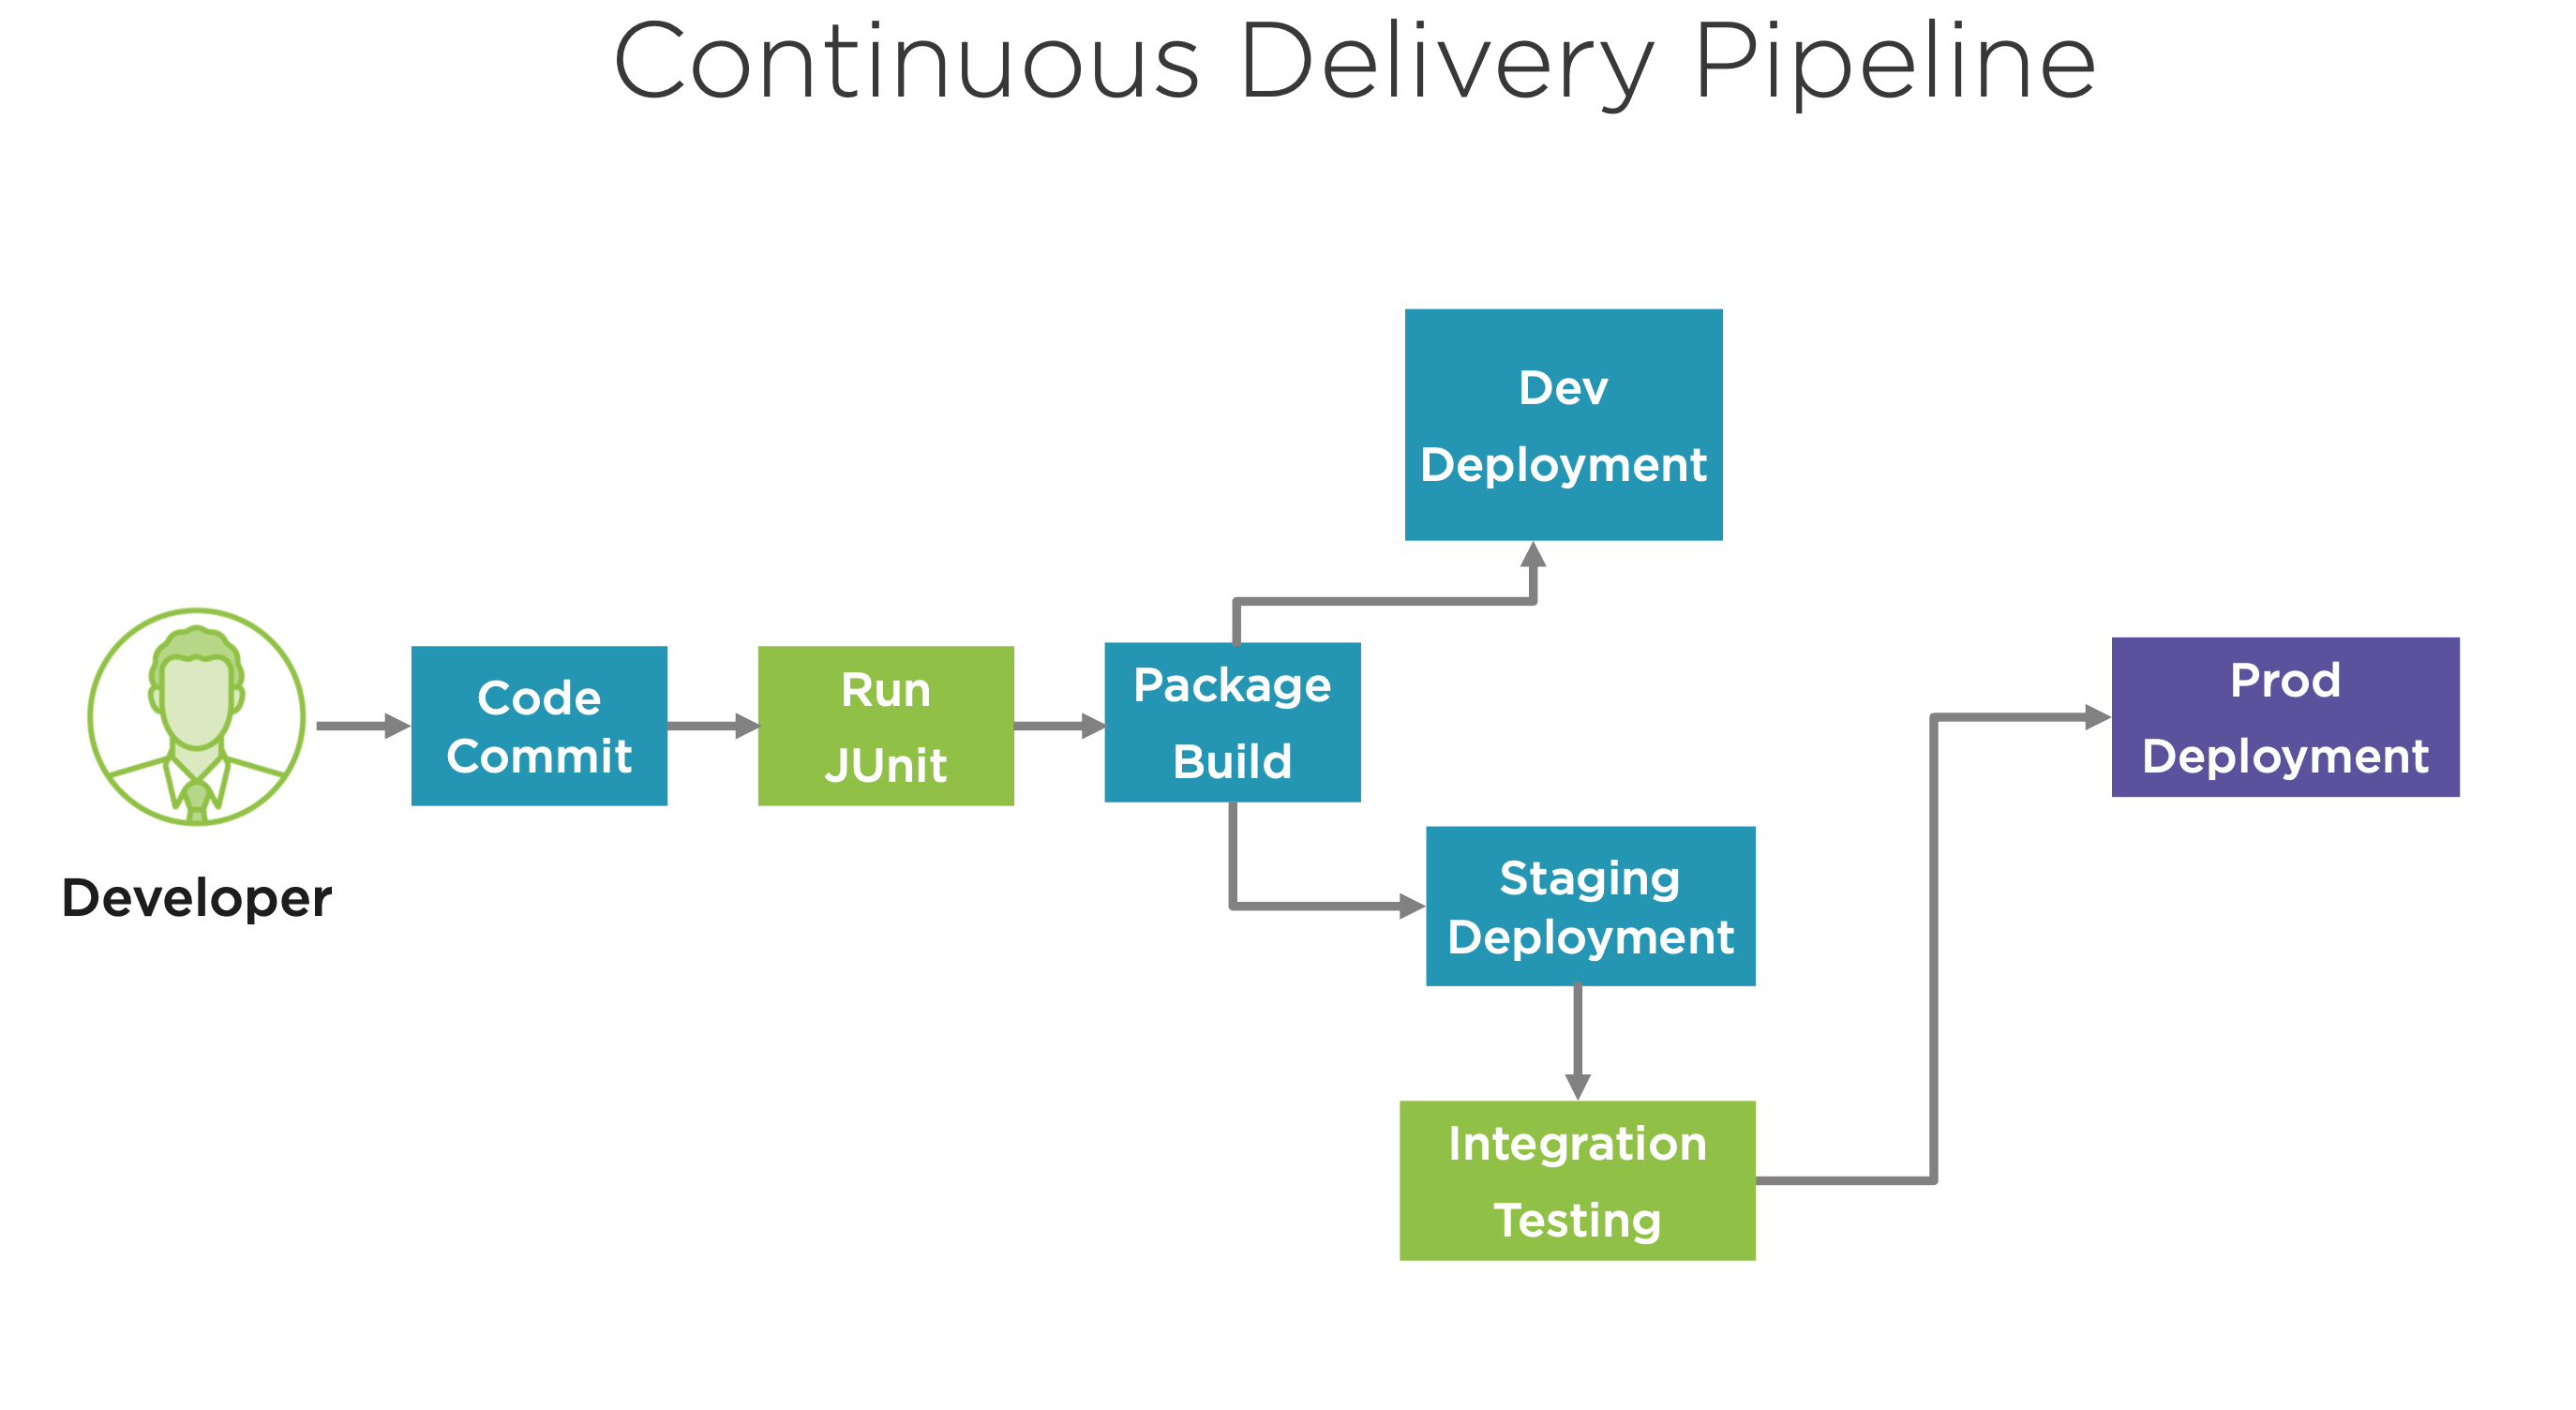 Continuous Delivery Pipeline
Developer
Code
Commit
Run
JUnit
Package
Build
Dev
Deployment
Staging
Deployment
Integration
Testing
Prod
Deployment